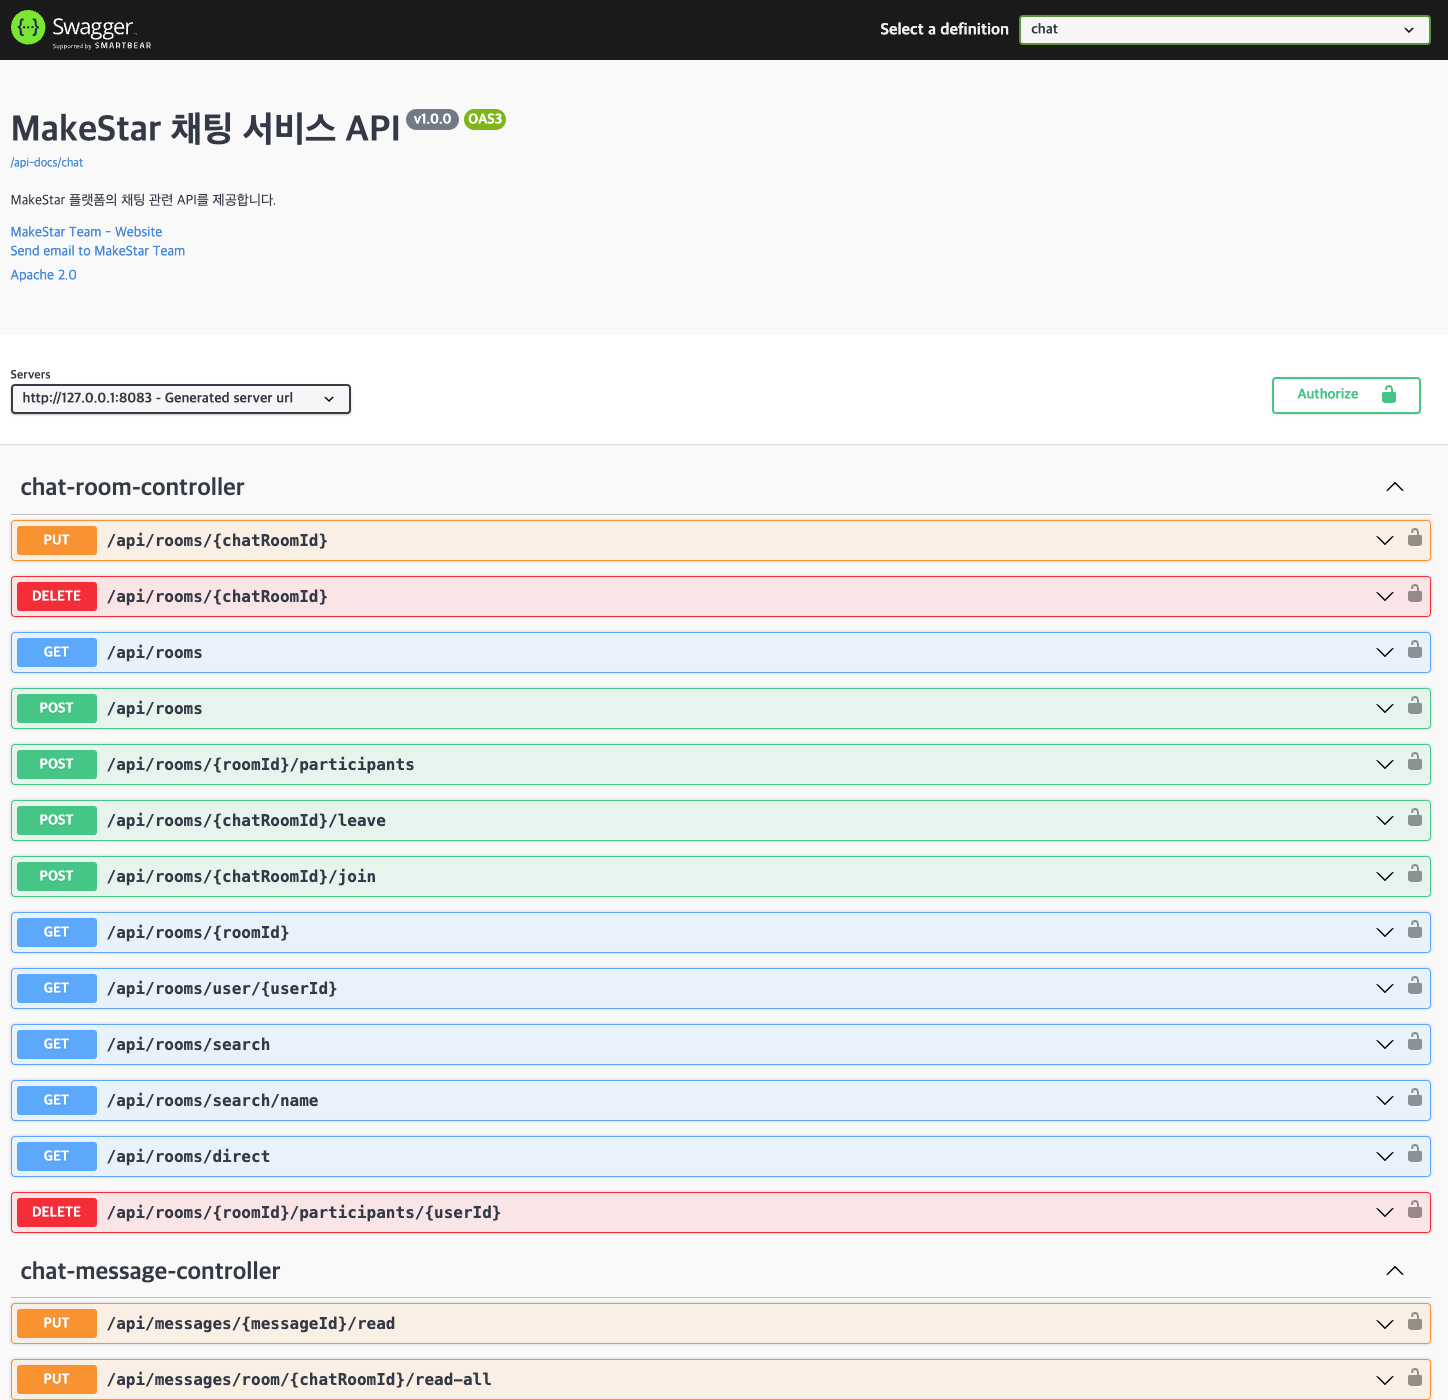 Swagger
Supported by SMARTBEAR
Select a definition
chat
MakeStar 채팅 서비스 API
v1.0.0
OAS3
/api-docs/chat
MakeStar 플랫폼의 채팅 관련 API를 제공합니다.
MakeStar Team - Website
Send email to MakeStar Team
Apache 2.0
Servers
http://127.0.0.1:8083 - Generated server url
Authorize
chat-room-controller
PUT /api/rooms/{chatRoomId}
DELETE /api/rooms/{chatRoomId}
GET /api/rooms
POST /api/rooms
POST /api/rooms/{roomId}/participants
POST /api/rooms/{chatRoomId}/leave
POST /api/rooms/{chatRoomId}/join
GET /api/rooms/{roomId}
GET /api/rooms/user/{userId}
GET /api/rooms/search
GET /api/rooms/search/name
GET /api/rooms/direct
DELETE /api/rooms/{roomId}/participants/{userId}
chat-message-controller
PUT /api/messages/{messageId}/read
PUT /api/messages/room/{chatRoomId}/read-all